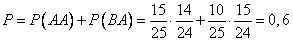 P = P(AA) + P(BA) = 15/25 · 14/24 + 10/25 · 15/24 = 0,6